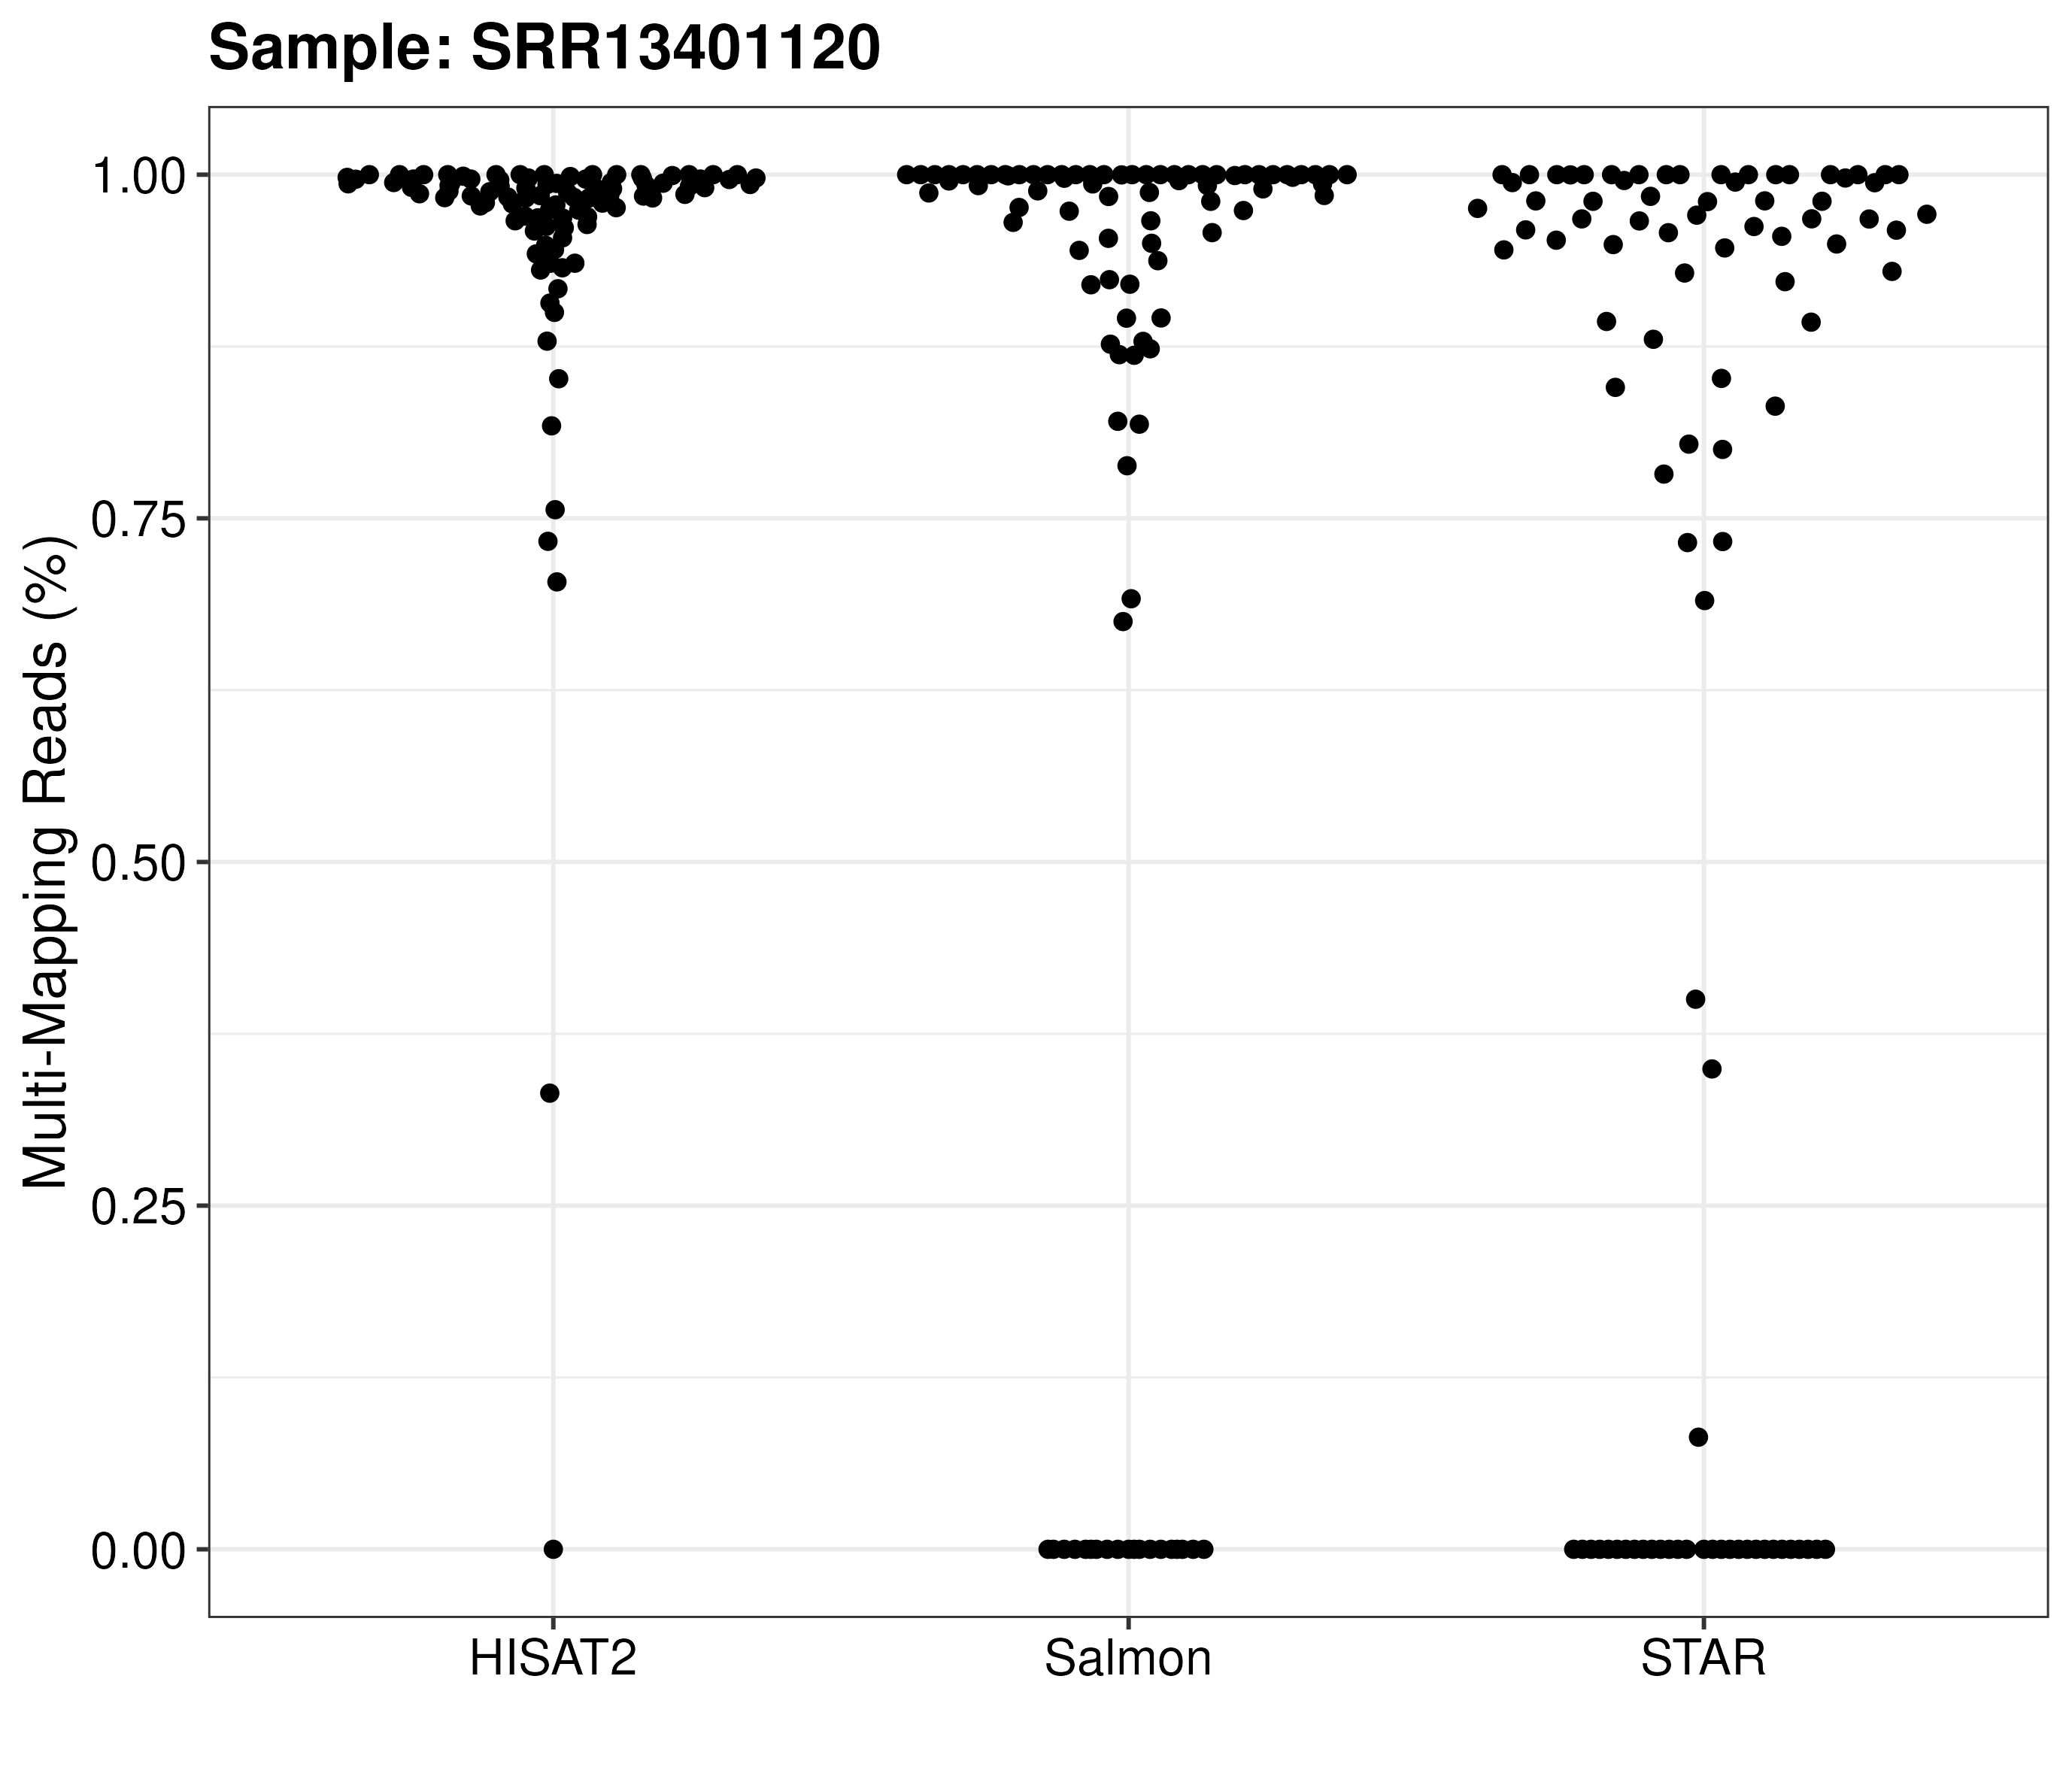 Sample: SRR13401120
Multi-Mapping Reads (%)
1.00
0.75
0.50
0.25
0.00
HISAT2
Salmon
STAR